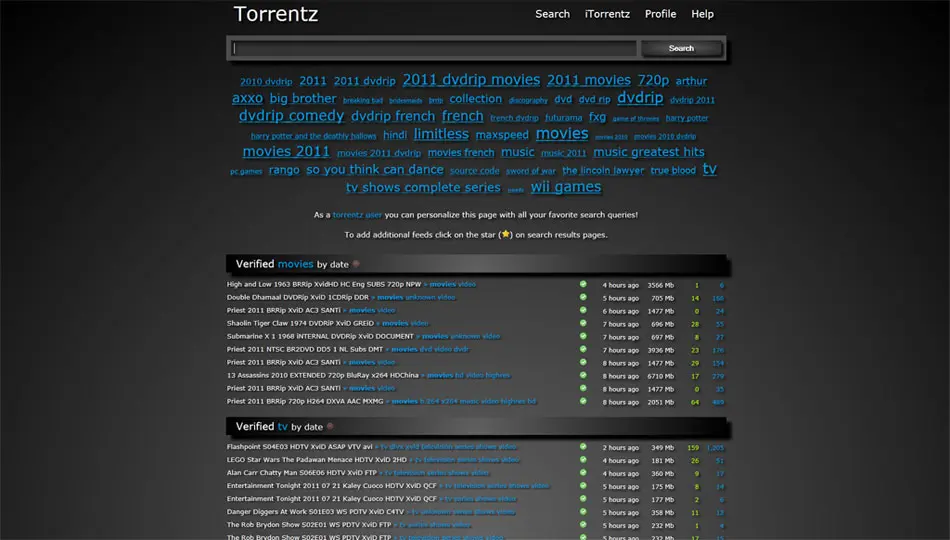 Torrentz
Search iTorrentz Profile Help
Search
2010 dvdrip 2011 2011 dvdrip 2011 dvdrip movies 2011 movies 720p arthur
axxo big brother breaking bad bridesmaids brrip collection discography dvd dvd rip dvdrip dvdrip 2011
dvdrip comedy dvdrip french french french dvdrip futurama fxg game of thrones harry potter
harry potter and the deathly hallows hindi limitless maxspeed movies movies 2010 movies 2010 dvdrip
movies 2011 movies 2011 dvdrip movies french music music 2011 music greatest hits
pc games rango so you think can dance source code sword of war the lincoln lawyer true blood tv
tv shows complete series wii games
As a torrentz user you can personalize this page with all your favorite search queries!
To add additional feeds click on the star ( ) on search results pages.
Verified movies by date
High and Low 1963 BRRip XvidHD HC Eng SUBS 720p NPW » movies video 4 hours ago 3566 Mb 1 6
Double Dhamaal DVDRip XviD 1CDRip DDR » movies unknown video 5 hours ago 705 Mb 14 168
Priest 2011 BRRip XviD AC3 SANTi » movies video 6 hours ago 1477 Mb 0 24
Shaolin Tiger Claw 1974 DVDRiP XviD GREiD » movies video 7 hours ago 696 Mb 28 55
Submarine X 1 1968 iNTERNAL DVDRip XviD DOCUMENT » movies unknown video 7 hours ago 697 Mb 8 27
Priest 2011 NTSC BR2DVD DD5 1 NL Subs DMT » movies dvd video dvdr 7 hours ago 3936 Mb 23 176
Priest 2011 BRRip XviD AC3 SANTi » movies video 8 hours ago 1477 Mb 29 154
13 Assassins 2010 EXTENDED 720p BluRay x264 HDChina » movies hd video highres 8 hours ago 6710 Mb 17 279
Priest 2011 BRRip XviD AC3 SANTi » movies video 8 hours ago 1477 Mb 0 35
Priest 2011 BRRip 720p H264 DXVA AAC MXMG » movies h 264 x264 music video highres hd 8 hours ago 2051 Mb 64 469
Verified tv by date
Flashpoint S04E03 HDTV XviD ASAP VTV avi » tv divx xvid television series shows video 2 hours ago 349 Mb 159 1,005
LEGO Star Wars The Padawan Menace HDTV XviD 2HD » tv television series shows video 4 hours ago 181 Mb 26 51
Alan Carr Chatty Man S06E06 HDTV XviD FTP » tv television series shows video 4 hours ago 360 Mb 9 17
Entertainment Tonight 2011 07 21 Kaley Cuoco HDTV XviD QCF » tv television series shows video 5 hours ago 175 Mb 8 14
Entertainment Tonight 2011 07 21 Kaley Cuoco HDTV XviD QCF » tv series shows video 5 hours ago 177 Mb 2 6
Danger Diggers At Work S01E03 WS PDTV XviD C4TV » tv unknown series shows video 5 hours ago 358 Mb 11 13
The Rob Brydon Show S02E01 WS PDTV XviD FTP » tv series shows video 5 hours ago 232 Mb 1 4
The Rob Brydon Show S02E01 WS PDTV XviD FTP » tv television series shows video 5 hours ago 232 Mb 17 15